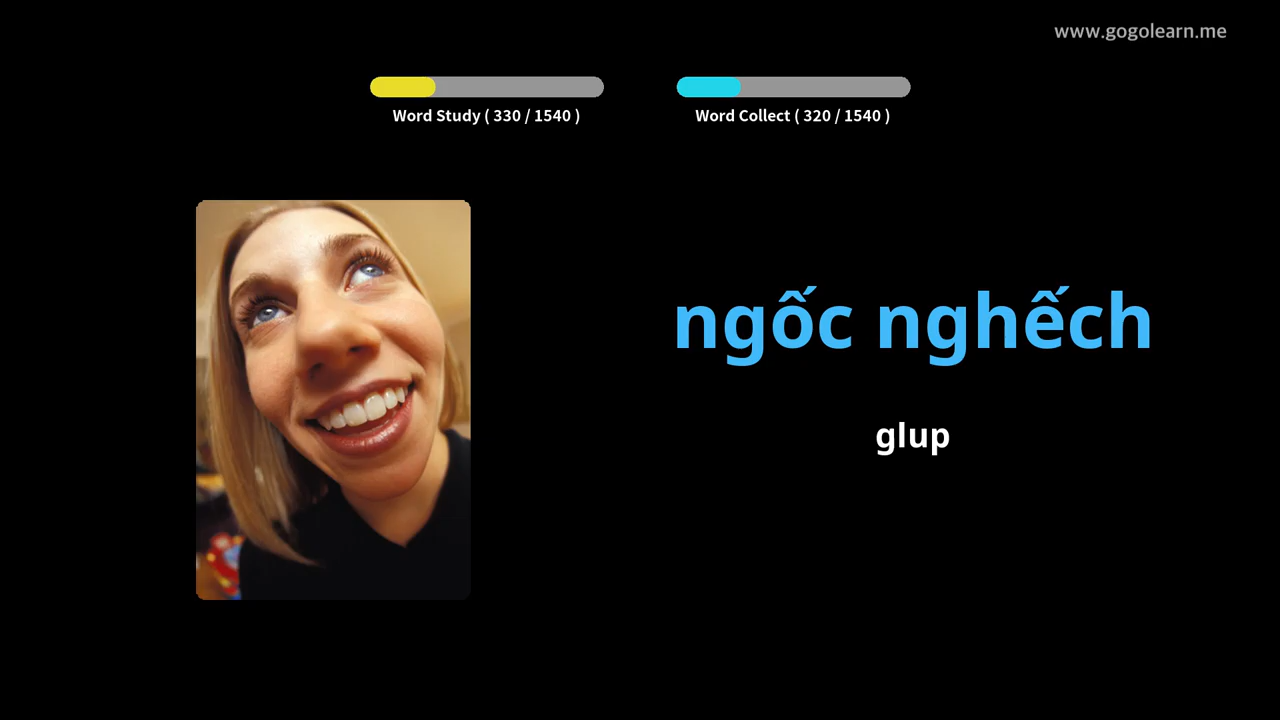 www.gogolearn.me
Word Study ( 330 / 1540 )
Word Collect ( 320 / 1540 )
ngốc nghếch
glup